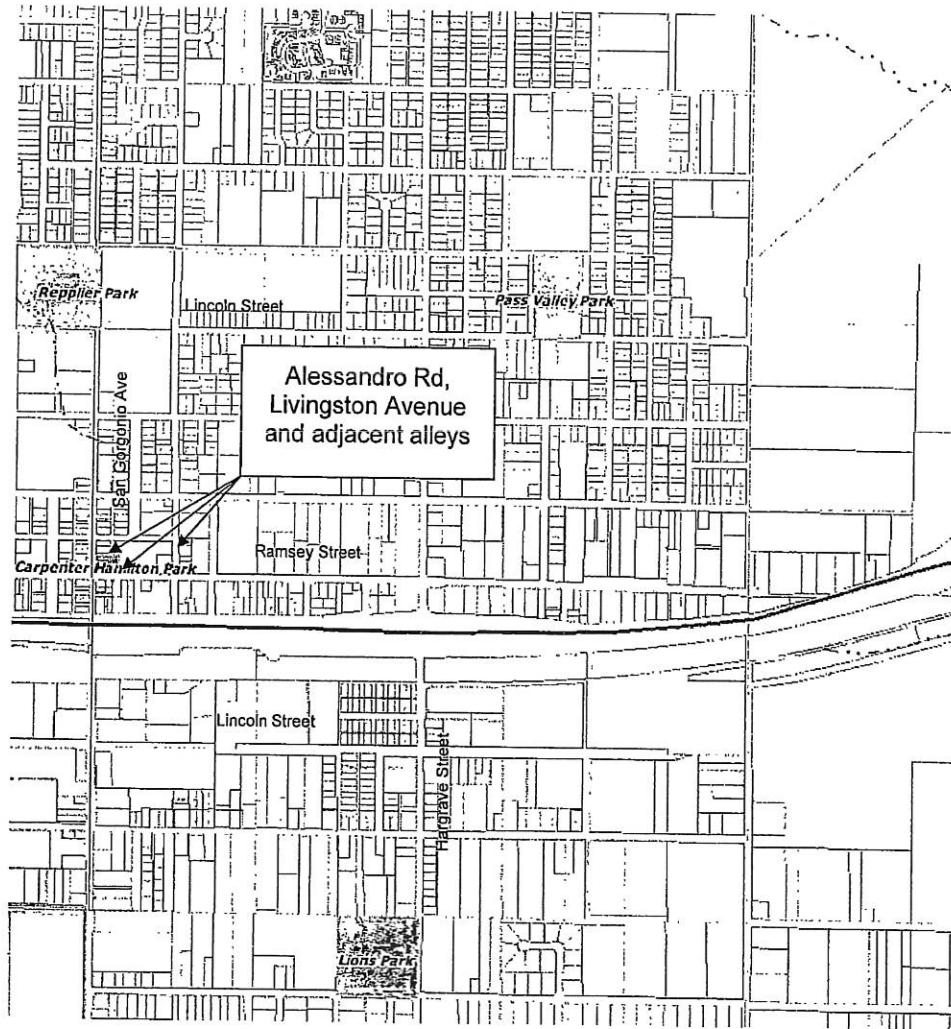 Repplier Park
Lincoln Street
Pass Valley Park
Alessandro Rd,
Livingston Avenue
and adjacent alleys
San Gorgonio Ave
Ramsey Street
Carpenter Hamilton Park
Lincoln Street
Hargrave Street
Lions Park